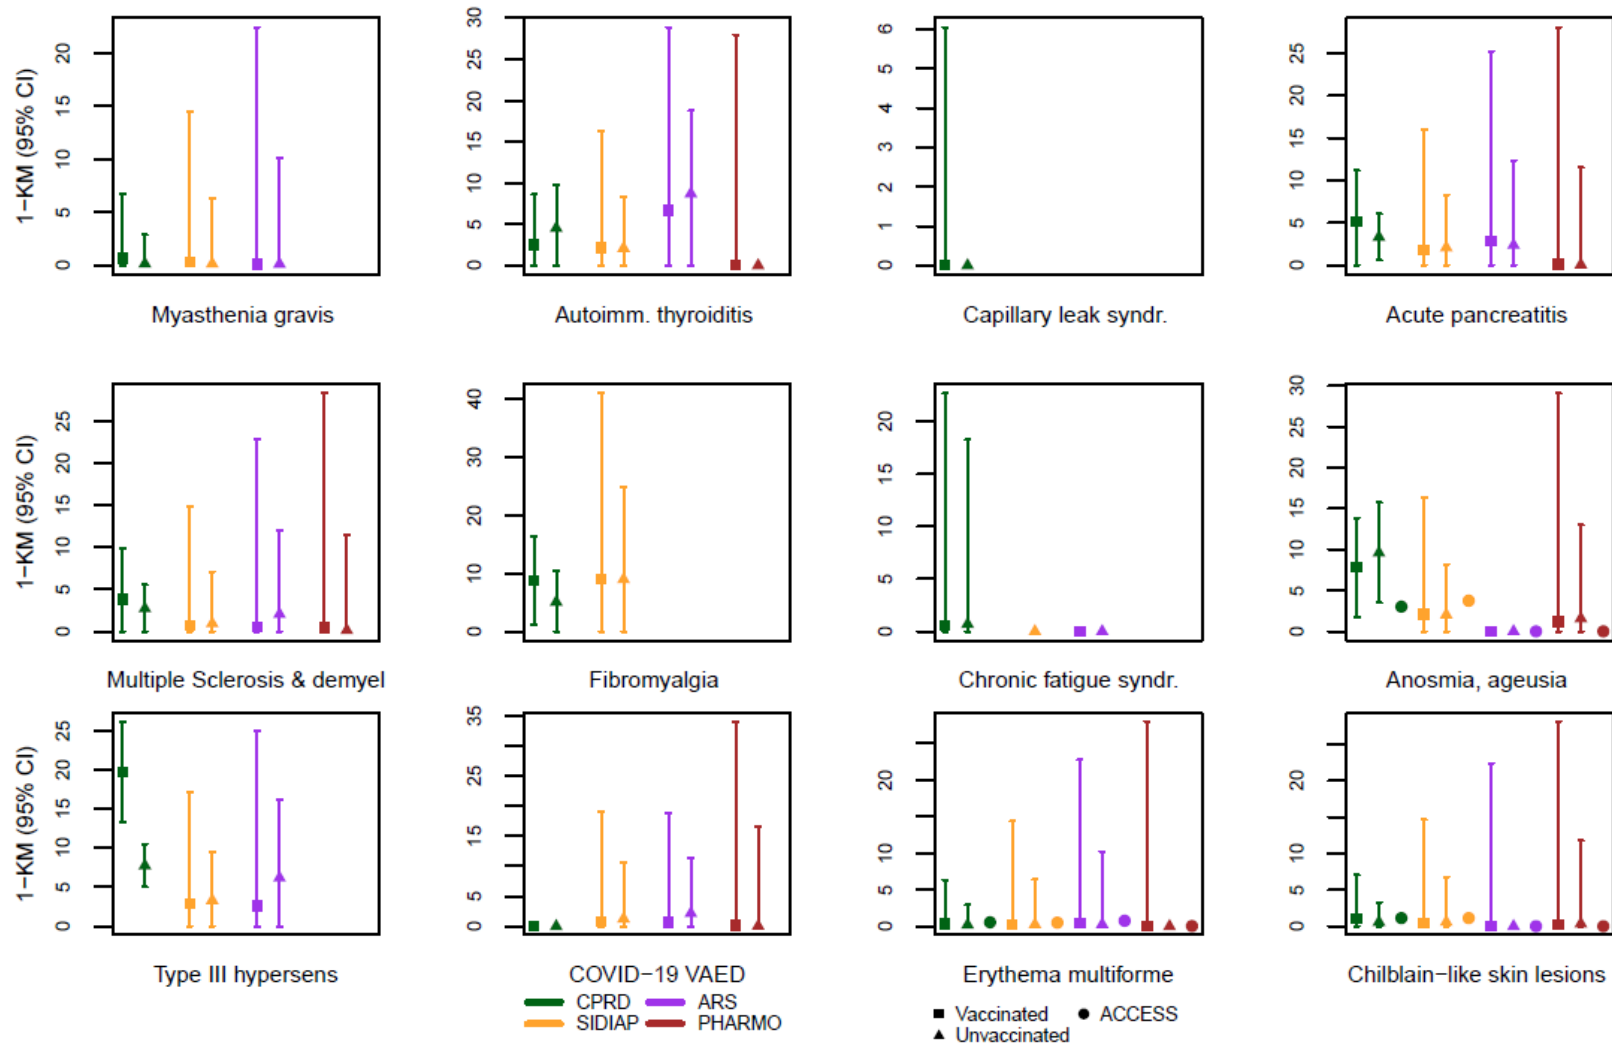 1−KM (95% CI)
0 5 10 15 20
0 5 10 15 20 25 30
0 1 2 3 4 5 6
0 5 10 15 20 25
Myasthenia gravis
Autoimm. thyroiditis
Capillary leak syndr.
Acute pancreatitis
1−KM (95% CI)
0 5 10 15 20 25
0 10 20 30 40
0 5 10 15 20
0 5 10 15 20 25 30
Multiple Sclerosis & demyel
Fibromyalgia
Chronic fatigue syndr.
Anosmia, ageusia
1−KM (95% CI)
0 5 10 15 20 25
0 5 15 25 35
0 5 10 20
0 5 10 20
Type III hypersens
COVID−19 VAED
Erythema multiforme
Chilblain−like skin lesions
CPRD ARS
SIDIAP PHARMO
Vaccinated ACCESS
Unvaccinated